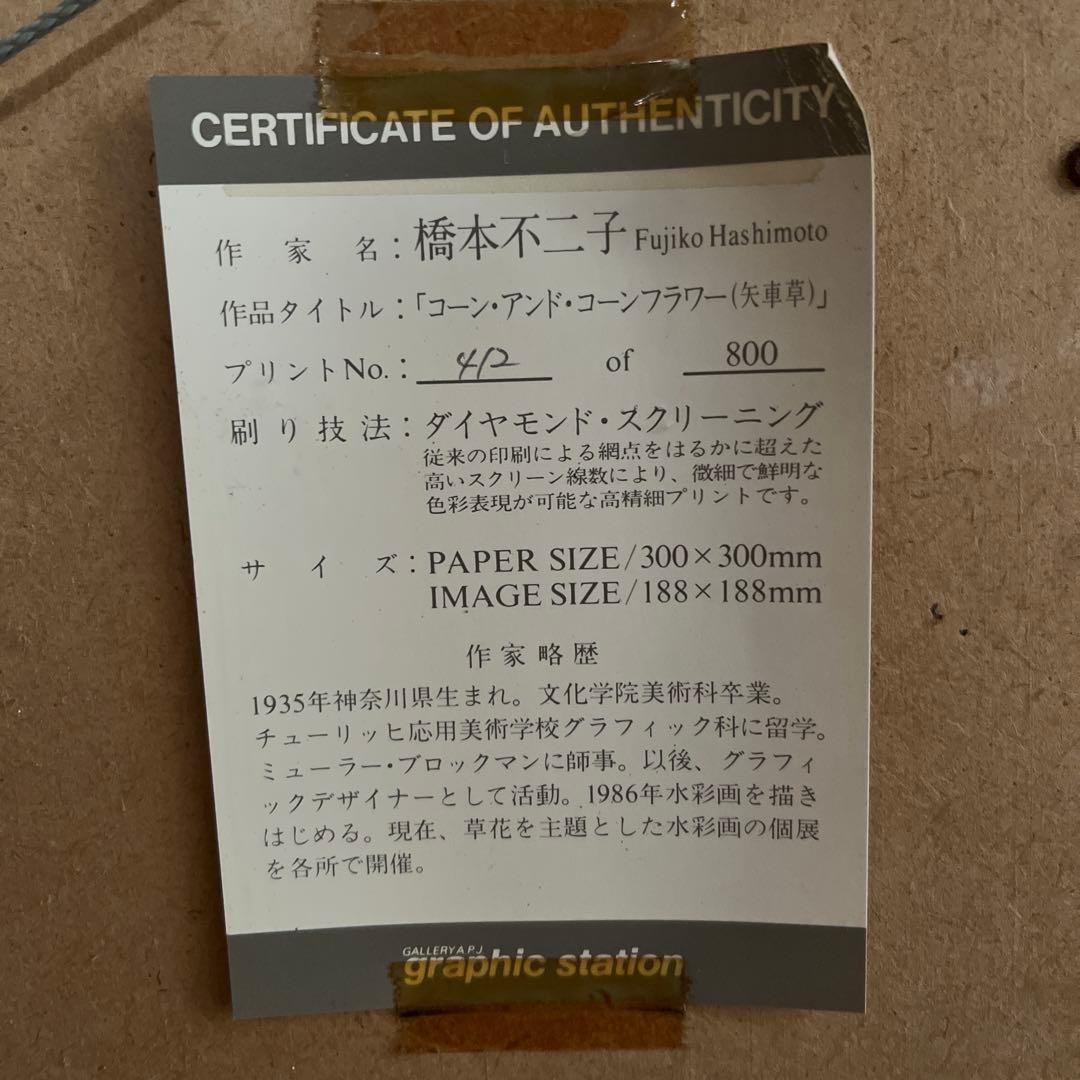 CERTIFICATE OF AUTHENTICITY
作家名：橋本不二子 Fujiko Hashimoto
作品タイトル：「コーン・アンド・コーンフラワー(矢車草)」
プリントNo.： 412 of 800
刷り技法：ダイヤモンド・スクリーニング
従来の印刷による網点をはるかに超えた
高いスクリーン線数により、微細で鮮明な
色彩表現が可能な高精細プリントです。
サイズ：PAPER SIZE/300×300mm
IMAGE SIZE/188×188mm
作家略歴
1935年神奈川県生まれ。文化学院美術科卒業。
チューリッヒ応用美術学校グラフィック科に留学。
ミューラー・ブロックマンに師事。以後、グラフィ
ックデザイナーとして活動。1986年水彩画を描き
はじめる。現在、草花を主題とした水彩画の個展
を各所で開催。
GALLERY A.P.J
graphic station